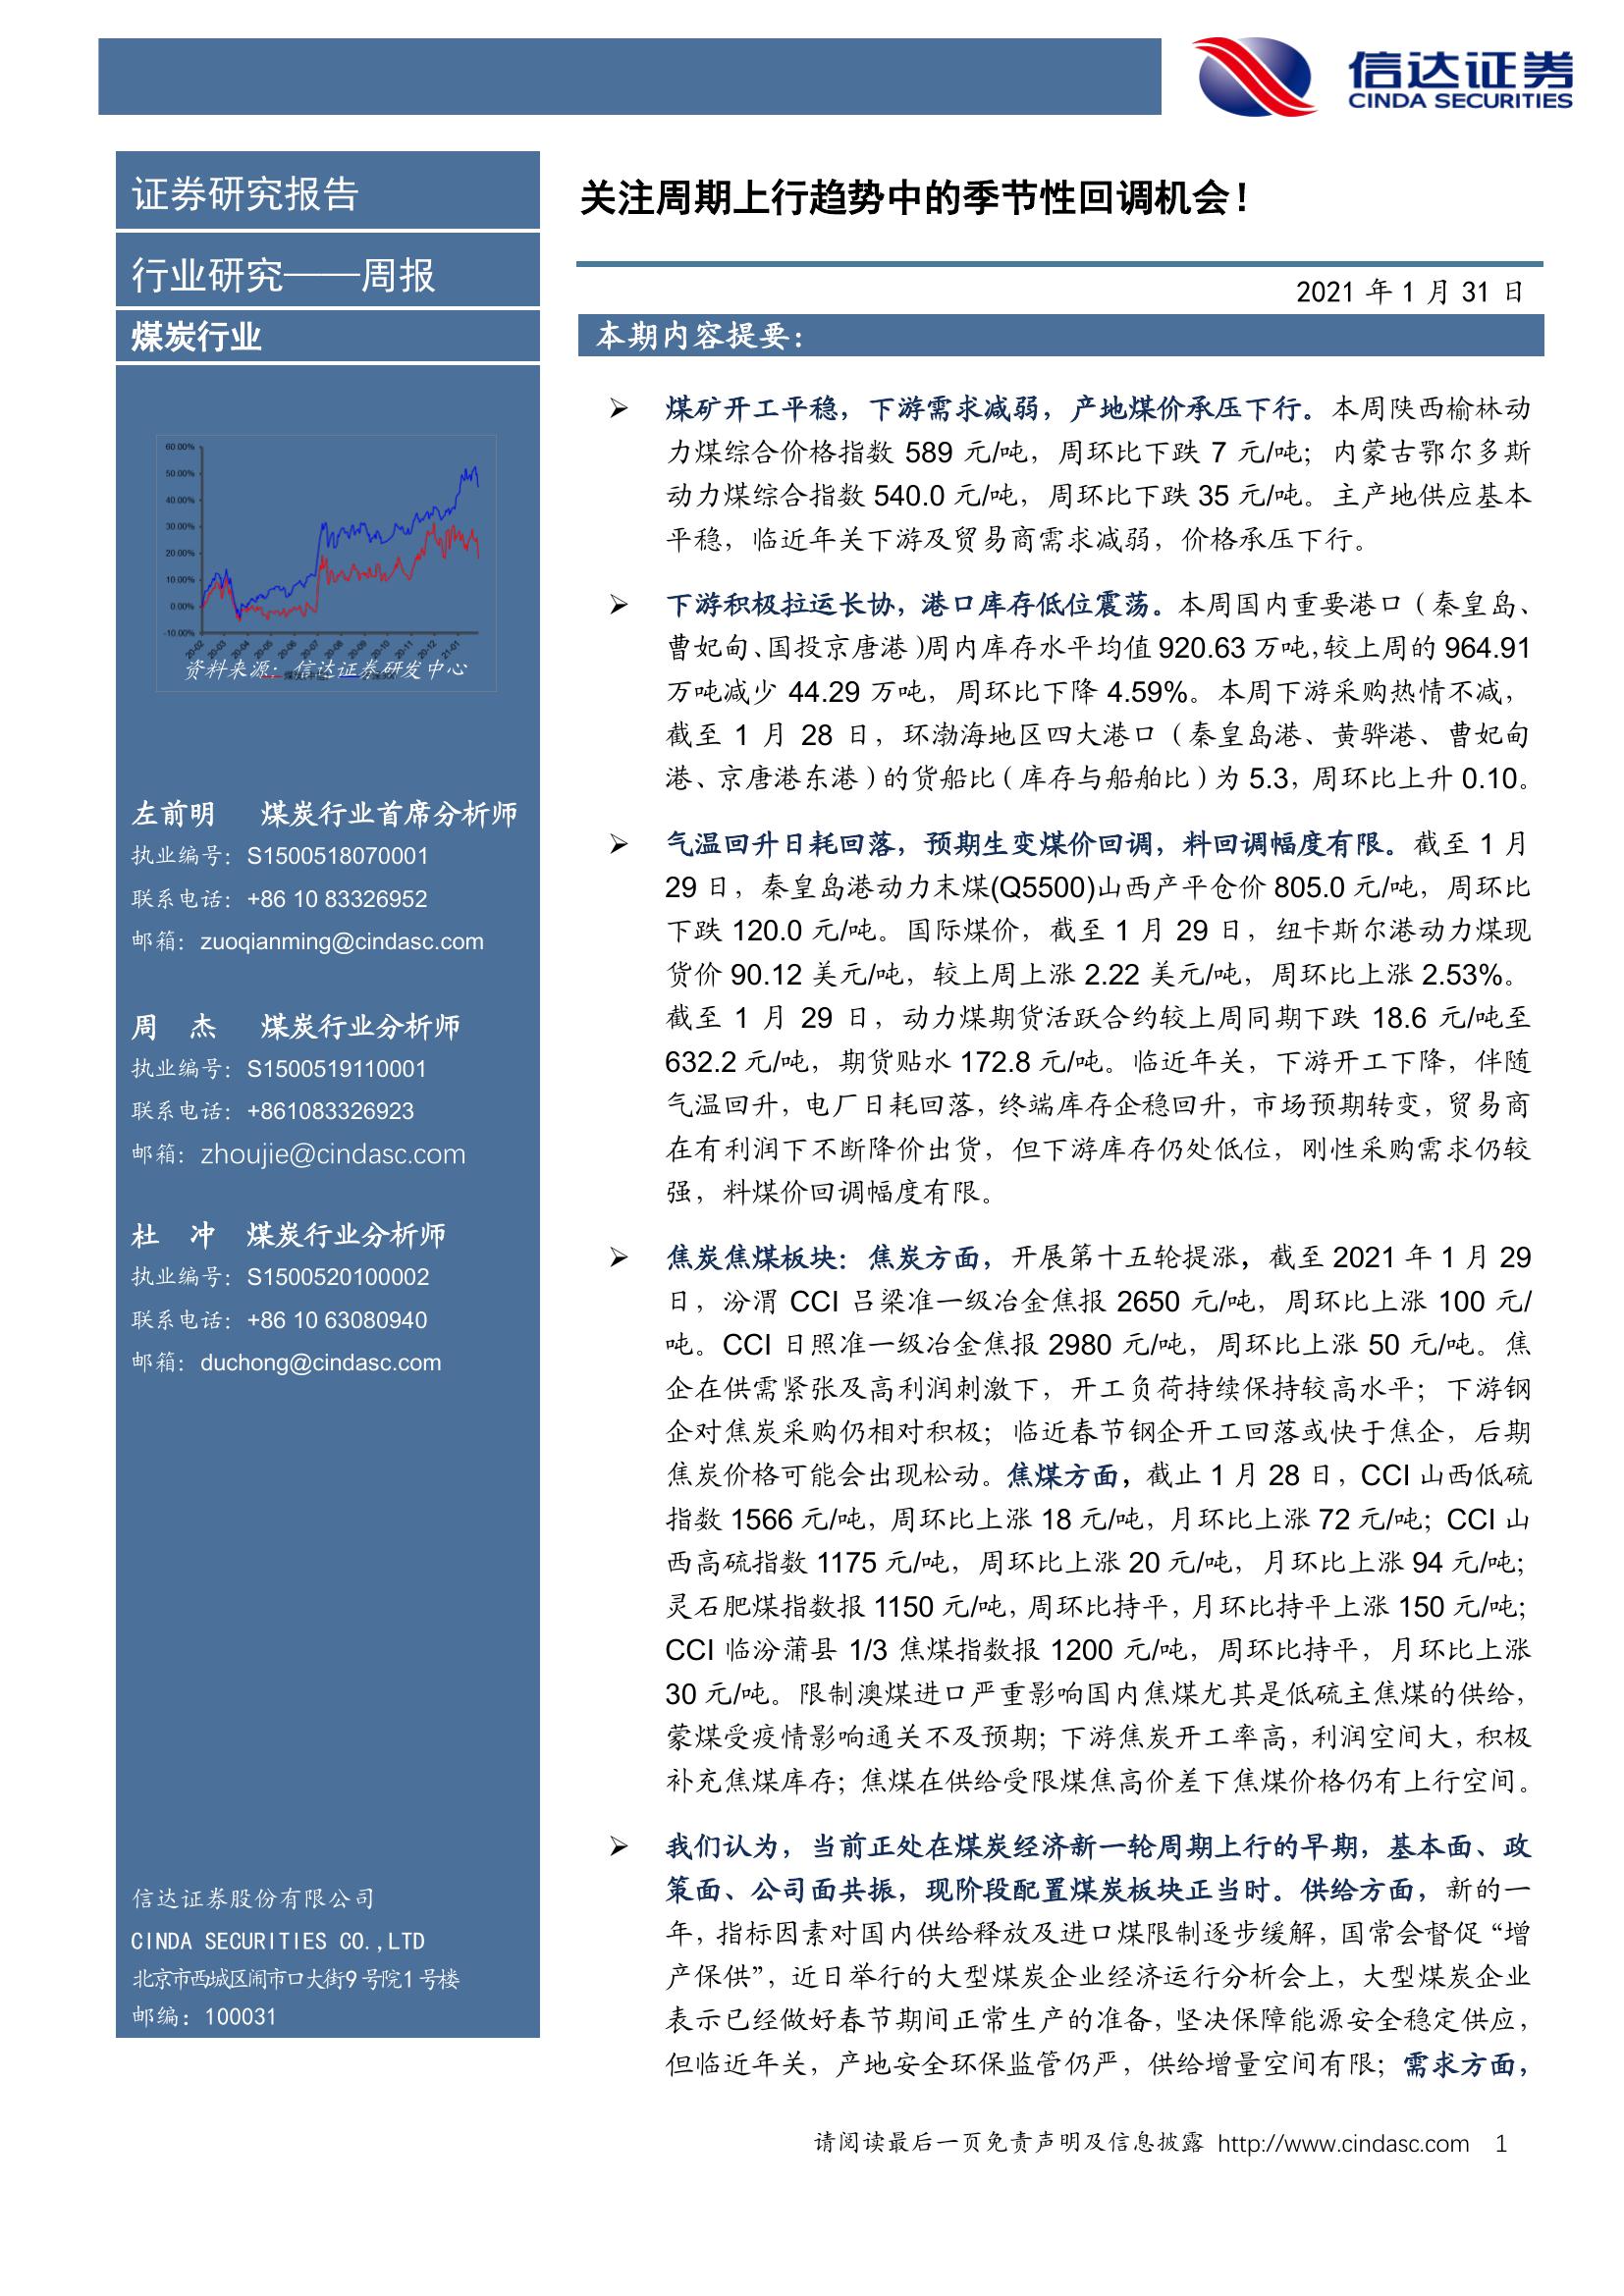 信达证券
CINDA SECURITIES
证券研究报告
行业研究——周报
煤炭行业
60.00%
50.00%
40.00%
30.00%
20.00%
10.00%
0.00%
-10.00%
20-02 20-03 20-04 20-05 20-06 20-07 20-08 20-09 20-10 20-11 20-12 21-01
资料来源：信达证券研发中心
左前明 煤炭行业首席分析师
执业编号：S1500518070001
联系电话：+86 10 83326952
邮箱：zuoqianming@cindasc.com
周 杰 煤炭行业分析师
执业编号：S1500519110001
联系电话：+861083326923
邮箱：zhoujie@cindasc.com
杜 冲 煤炭行业分析师
执业编号：S1500520100002
联系电话：+86 10 63080940
邮箱：duchong@cindasc.com
信达证券股份有限公司
CINDA SECURITIES CO.,LTD
北京市西城区闹市口大街9号院1号楼
邮编：100031
关注周期上行趋势中的季节性回调机会！
2021 年 1 月 31 日
本期内容提要：
➢ 煤矿开工平稳，下游需求减弱，产地煤价承压下行。本周陕西榆林动
力煤综合价格指数 589 元/吨，周环比下跌 7 元/吨；内蒙古鄂尔多斯
动力煤综合指数 540.0 元/吨，周环比下跌 35 元/吨。主产地供应基本
平稳，临近年关下游及贸易商需求减弱，价格承压下行。
➢ 下游积极拉运长协，港口库存低位震荡。本周国内重要港口（秦皇岛、
曹妃甸、国投京唐港）周内库存水平均值 920.63 万吨，较上周的 964.91
万吨减少 44.29 万吨，周环比下降 4.59%。本周下游采购热情不减，
截至 1 月 28 日，环渤海地区四大港口（秦皇岛港、黄骅港、曹妃甸
港、京唐港东港）的货船比（库存与船舶比）为 5.3，周环比上升 0.10。
➢ 气温回升日耗回落，预期生变煤价回调，料回调幅度有限。截至 1 月
29 日，秦皇岛港动力末煤(Q5500)山西产平仓价 805.0 元/吨，周环比
下跌 120.0 元/吨。国际煤价，截至 1 月 29 日，纽卡斯尔港动力煤现
货价 90.12 美元/吨，较上周上涨 2.22 美元/吨，周环比上涨 2.53%。
截至 1 月 29 日，动力煤期货活跃合约较上周同期下跌 18.6 元/吨至
632.2 元/吨，期货贴水 172.8 元/吨。临近年关，下游开工下降，伴随
气温回升，电厂日耗回落，终端库存企稳回升，市场预期转变，贸易商
在有利润下不断降价出货，但下游库存仍处低位，刚性采购需求仍较
强，料煤价回调幅度有限。
➢ 焦炭焦煤板块：焦炭方面，开展第十五轮提涨，截至 2021 年 1 月 29
日，汾渭 CCI 吕梁准一级冶金焦报 2650 元/吨，周环比上涨 100 元/
吨。CCI 日照准一级冶金焦报 2980 元/吨，周环比上涨 50 元/吨。焦
企在供需紧张及高利润刺激下，开工负荷持续保持较高水平；下游钢
企对焦炭采购仍相对积极；临近春节钢企开工回落或快于焦企，后期
焦炭价格可能会出现松动。焦煤方面，截止 1 月 28 日，CCI 山西低硫
指数 1566 元/吨，周环比上涨 18 元/吨，月环比上涨 72 元/吨；CCI 山
西高硫指数 1175 元/吨，周环比上涨 20 元/吨，月环比上涨 94 元/吨；
灵石肥煤指数报 1150 元/吨，周环比持平，月环比持平上涨 150 元/吨；
CCI 临汾蒲县 1/3 焦煤指数报 1200 元/吨，周环比持平，月环比上涨
30 元/吨。限制澳煤进口严重影响国内焦煤尤其是低硫主焦煤的供给，
蒙煤受疫情影响通关不及预期；下游焦炭开工率高，利润空间大，积极
补充焦煤库存；焦煤在供给受限煤焦高价差下焦煤价格仍有上行空间。
➢ 我们认为，当前正处在煤炭经济新一轮周期上行的早期，基本面、政
策面、公司面共振，现阶段配置煤炭板块正当时。供给方面，新的一
年，指标因素对国内供给释放及进口煤限制逐步缓解，国常会督促“增
产保供”，近日举行的大型煤炭企业经济运行分析会上，大型煤炭企业
表示已经做好春节期间正常生产的准备，坚决保障能源安全稳定供应，
但临近年关，产地安全环保监管仍严，供给增量空间有限；需求方面，
请阅读最后一页免责声明及信息披露 http://www.cindasc.com 1